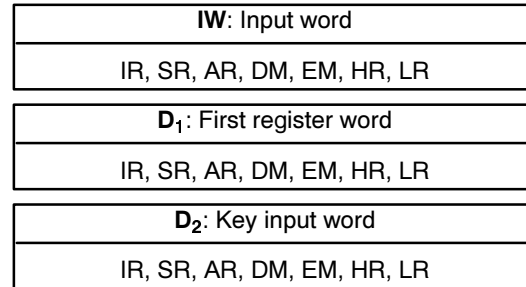 IW: Input word
IR, SR, AR, DM, EM, HR, LR
D₁: First register word
IR, SR, AR, DM, EM, HR, LR
D₂: Key input word
IR, SR, AR, DM, EM, HR, LR